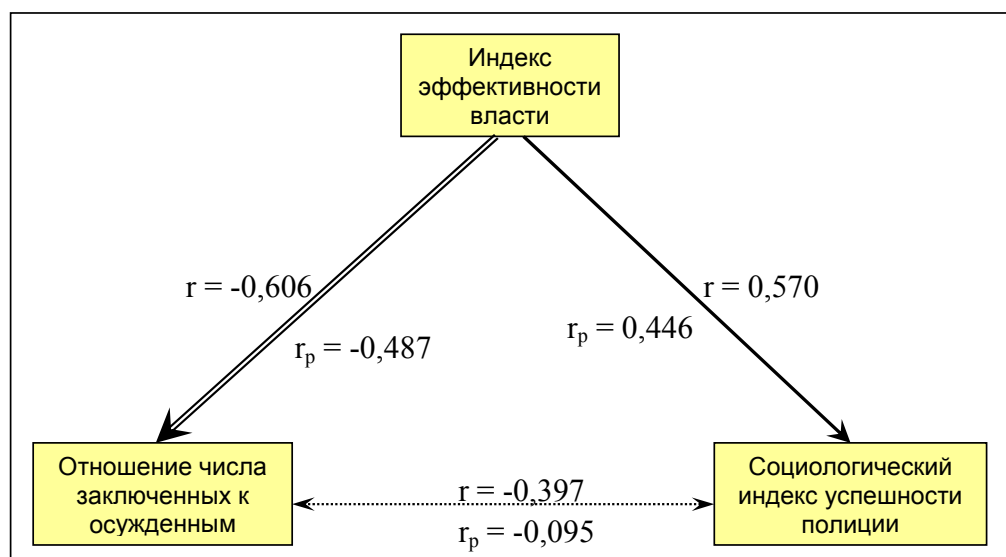 Индекс
эффективности
власти
r = -0,606
r = 0,570
rp = -0,487
rp = 0,446
Отношение числа
заключенных к
осужденным
r = -0,397
rp = -0,095
Социологический
индекс успешности
полиции